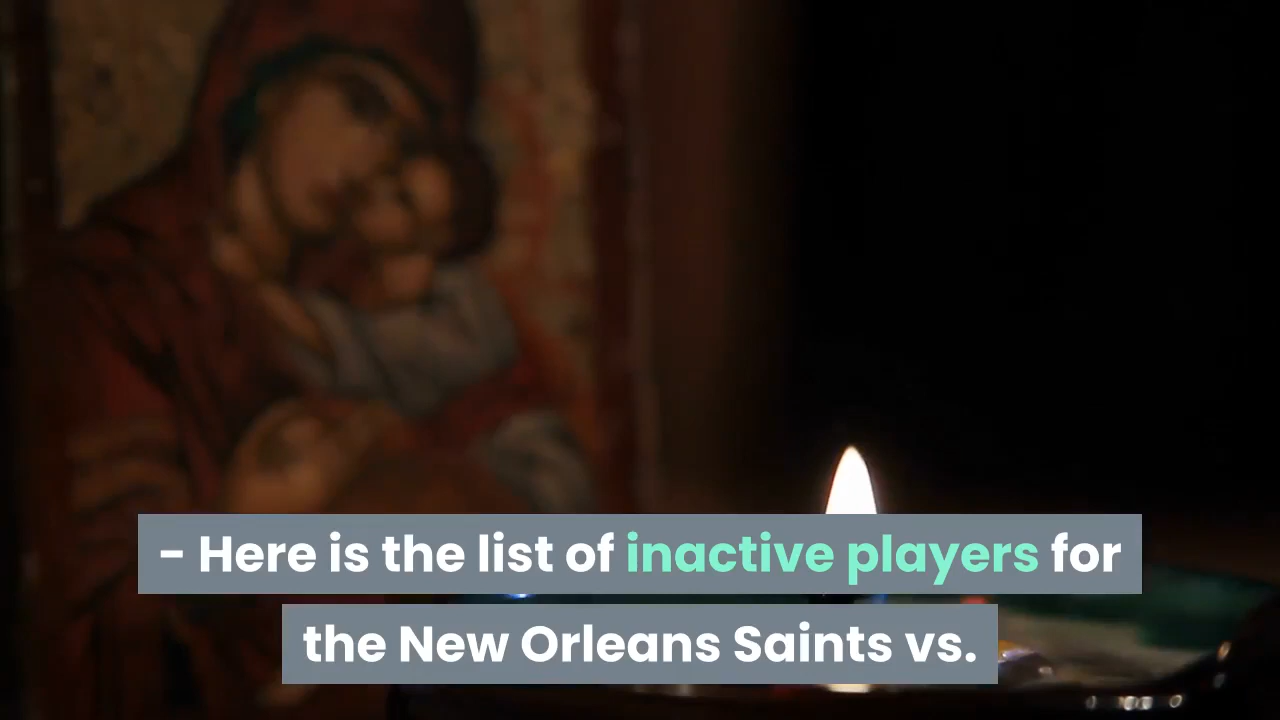 - Here is the list of inactive players for
the New Orleans Saints vs.